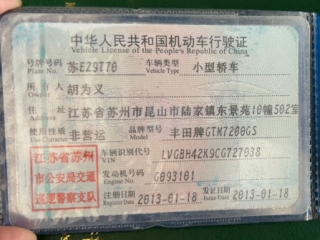 中华人民共和国机动车行驶证
Vehicle License of the People's Republic of China
号牌号码 苏E29T70 车辆类型 小型轿车
Plate No. Vehicle Type
所有人 胡为义
Owner
住址 江苏省苏州市昆山市陆家镇东景苑10幢502室
Address
使用性质 非营运 品牌型号 丰田牌GTM7200GS
Use Character Model
江苏省苏州 车辆识别代号 LVGBH42K9CG727038
VIN
市公安局交通 发动机号码 G093101
Engine No.
巡逻警察支队 注册日期 2013-01-18 发证日期 2013-01-18
Register Date Issue Date